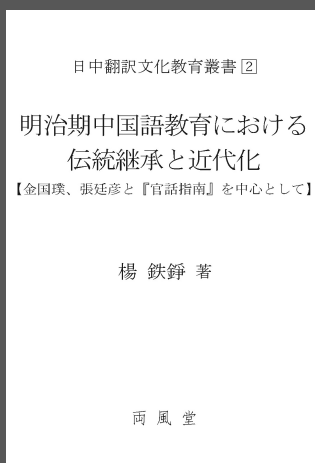 日中翻訳文化教育叢書 2
明治期中国語教育における
伝統継承と近代化
【金国璞、張廷彦と『官話指南』を中心として】
楊 鉄錚 著
両風堂